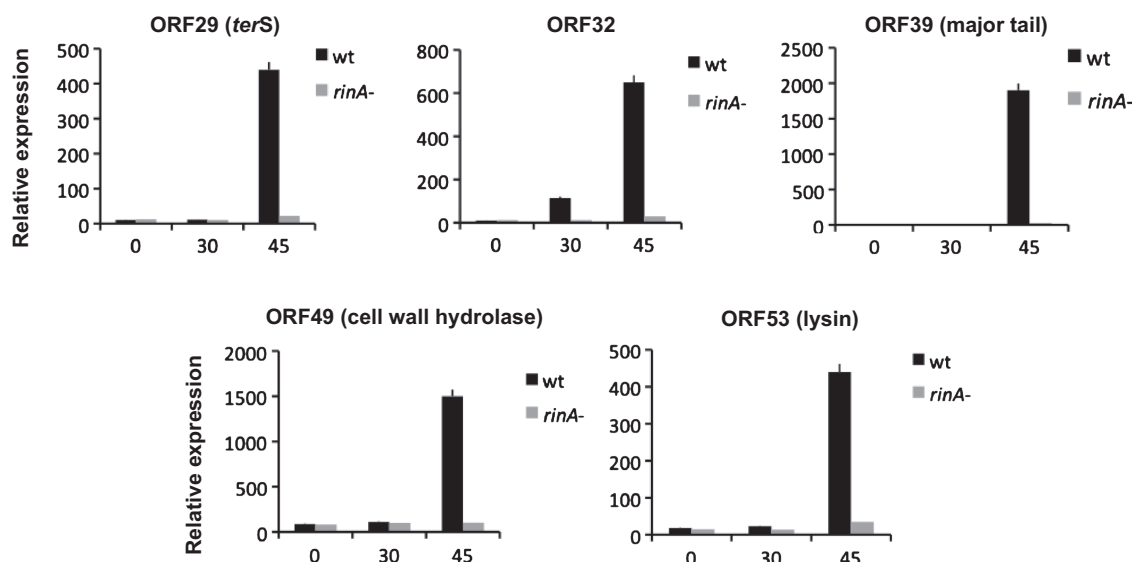 ORF29 (terS)
Relative expression
500
400
300
200
100
0
0 30 45
wt
rinA-
ORF32
800
600
400
200
0
0 30 45
wt
rinA-
ORF39 (major tail)
2500
2000
1500
1000
500
0
0 30 45
wt
rinA-
ORF49 (cell wall hydrolase)
Relative expression
2000
1500
1000
500
0
0 30 45
wt
rinA-
ORF53 (lysin)
500
400
300
200
100
0
0 30 45
wt
rinA-